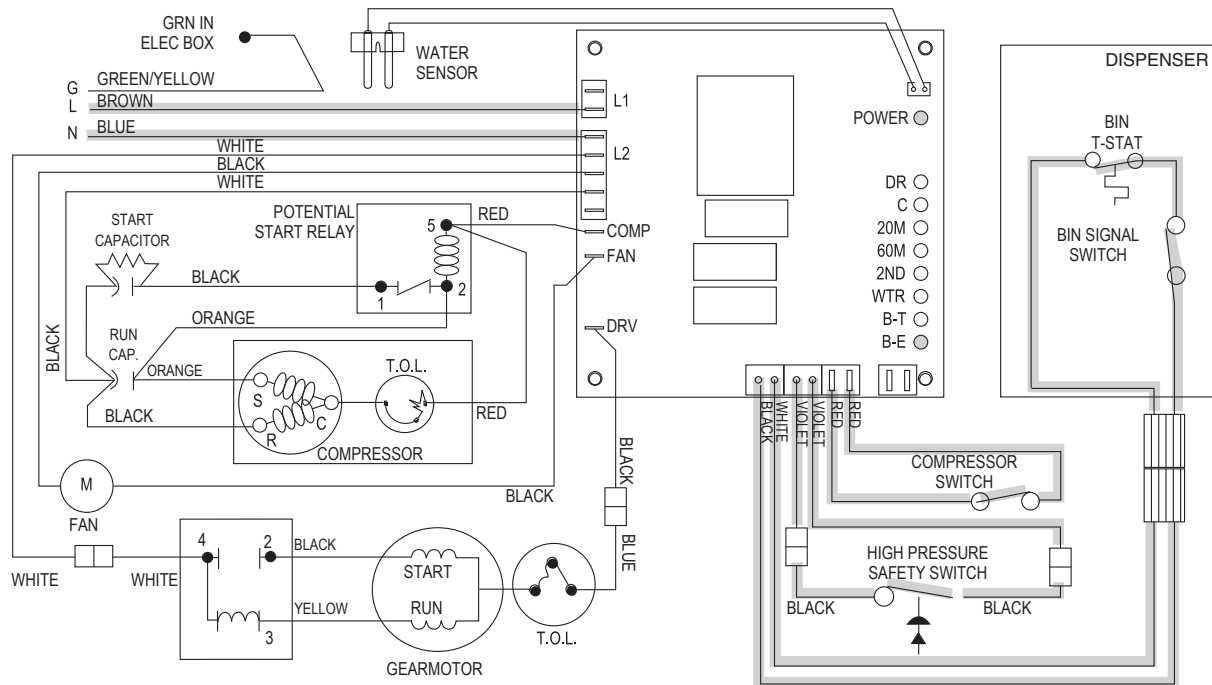 GRN IN
ELEC BOX
WATER
SENSOR
DISPENSER
G
GREEN/YELLOW
L
BROWN
L1
POWER
N
BLUE
BIN
T-STAT
WHITE
L2
BLACK
WHITE
DR
C
20M
60M
2ND
WTR
B-T
B-E
BIN SIGNAL
SWITCH
POTENTIAL
START RELAY
5
RED
COMP
FAN
START
CAPACITOR
BLACK
1
2
ORANGE
DRV
BLACK
RUN
CAP.
ORANGE
T.O.L.
S
C
R
RED
BLACK
COMPRESSOR
BLACK
WHITE
VIOLET
VIOLET
RED
RED
COMPRESSOR
SWITCH
M
FAN
BLACK
BLACK
BLUE
HIGH PRESSURE
SAFETY SWITCH
BLACK
BLACK
4
2
BLACK
START
WHITE
WHITE
YELLOW
RUN
3
T.O.L.
GEARMOTOR